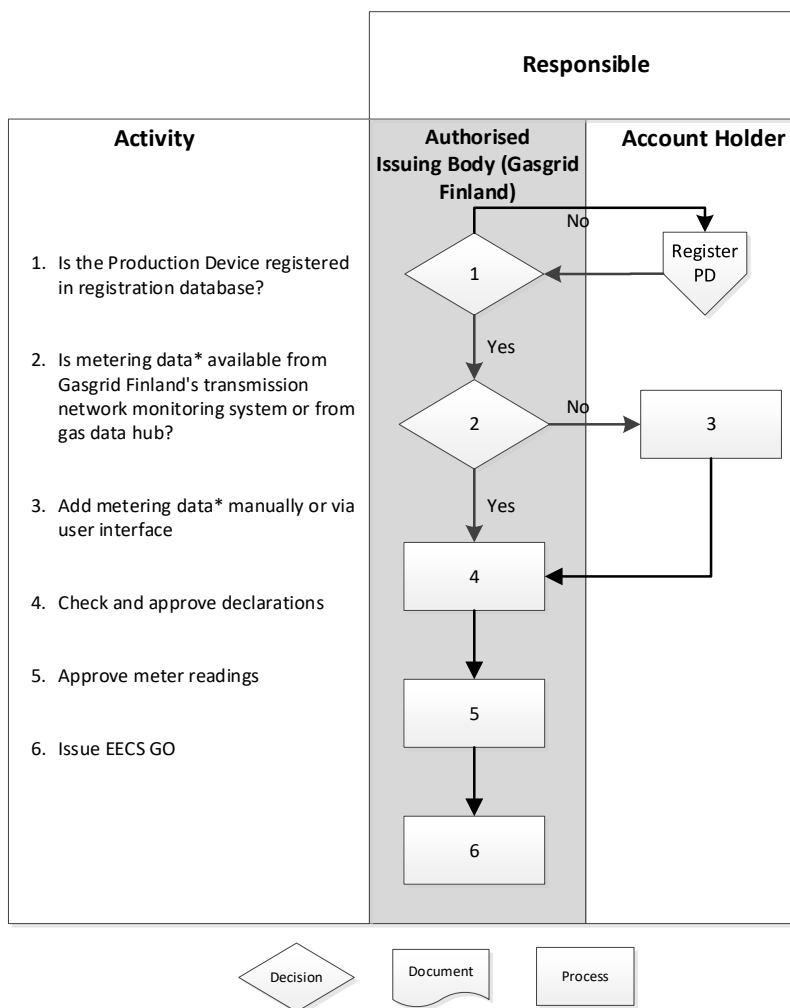 Responsible
Activity
Authorised
Issuing Body (Gasgrid
Finland)
Account Holder
No
Register
PD
1. Is the Production Device registered
in registration database?
1
Yes
2. Is metering data* available from
Gasgrid Finland's transmission
network monitoring system or from
gas data hub?
2
No
3
3. Add metering data* manually or via
user interface
Yes
4. Check and approve declarations
4
5. Approve meter readings
5
6. Issue EECS GO
6
Decision
Document
Process